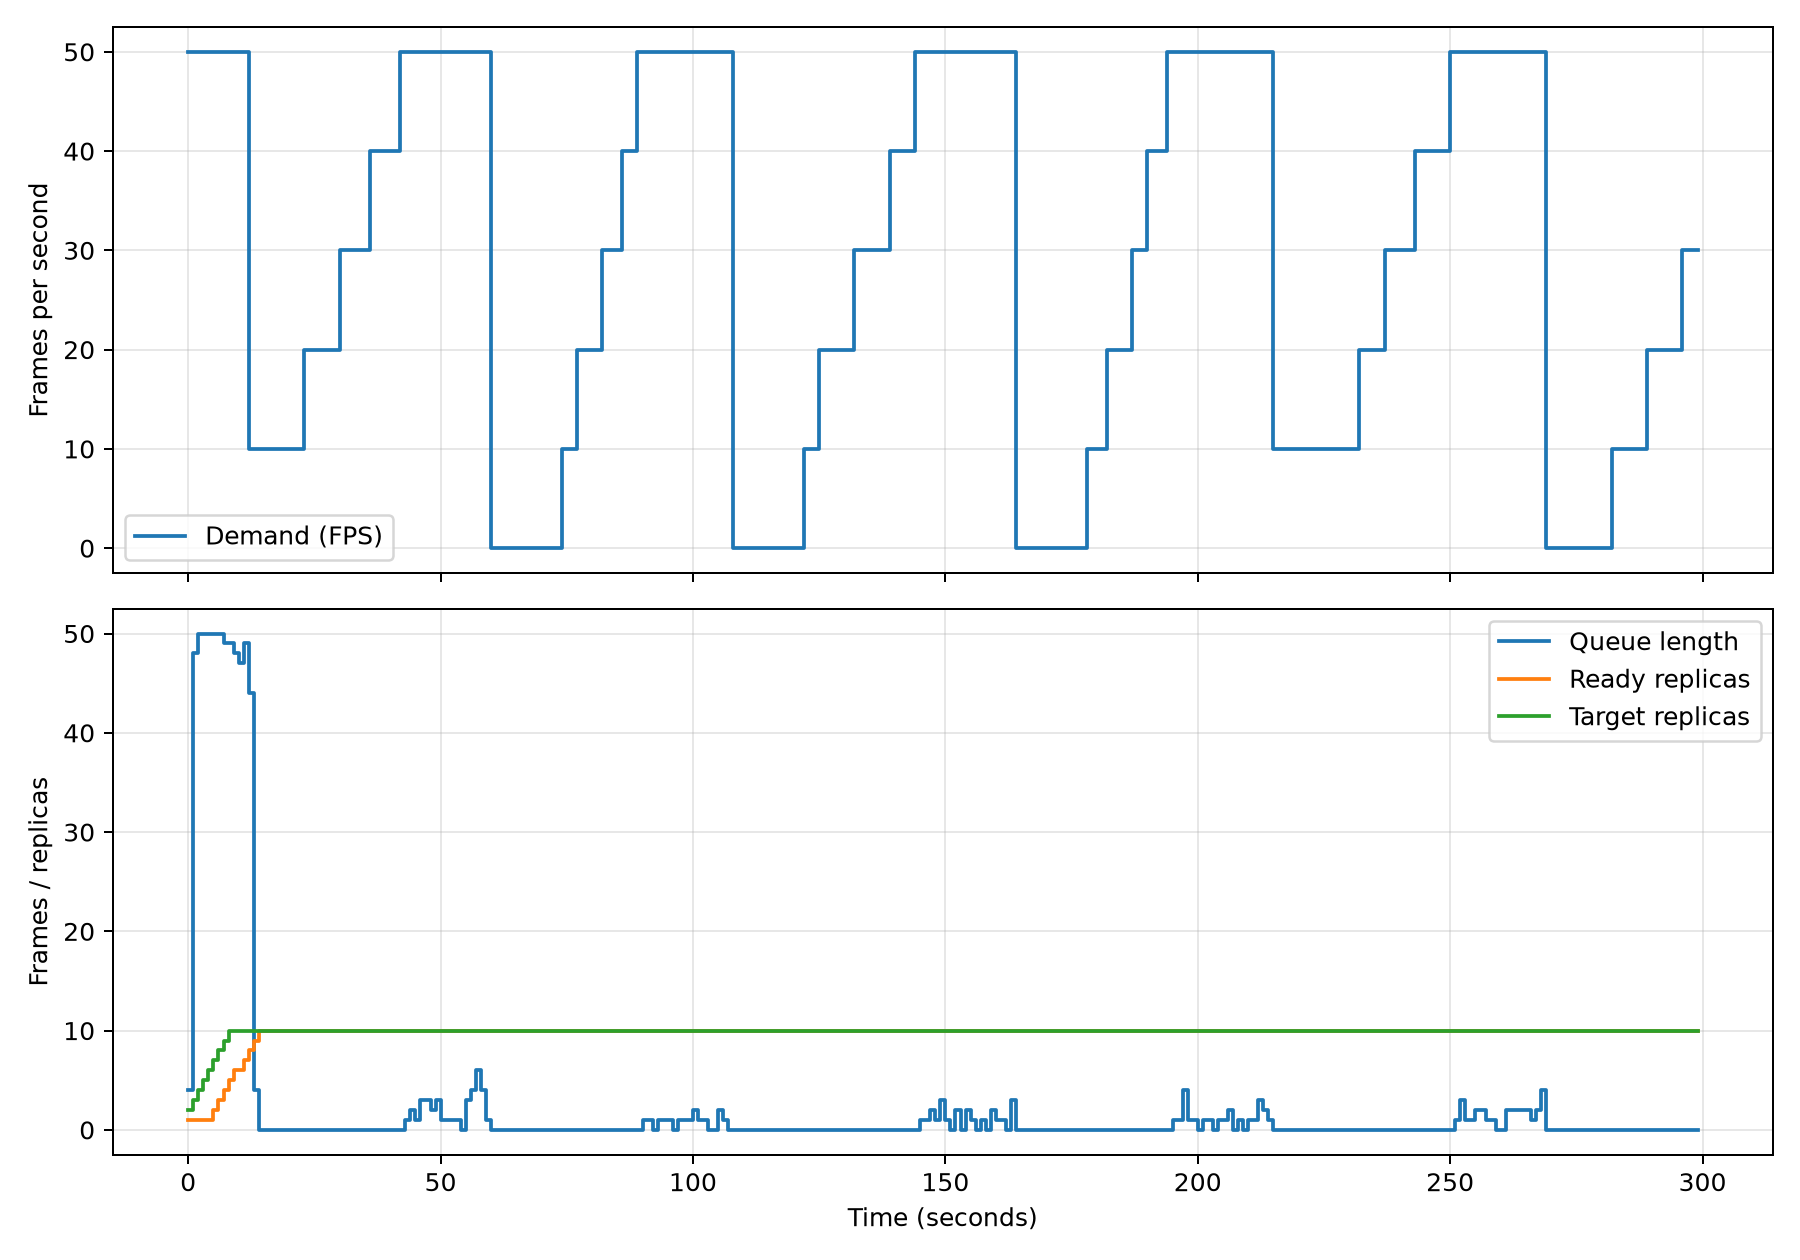 50
40
30
20
10
0
Frames per second
Demand (FPS)
50
40
30
20
10
0
Frames / replicas
Queue length
Ready replicas
Target replicas
0 50 100 150 200 250 300
Time (seconds)